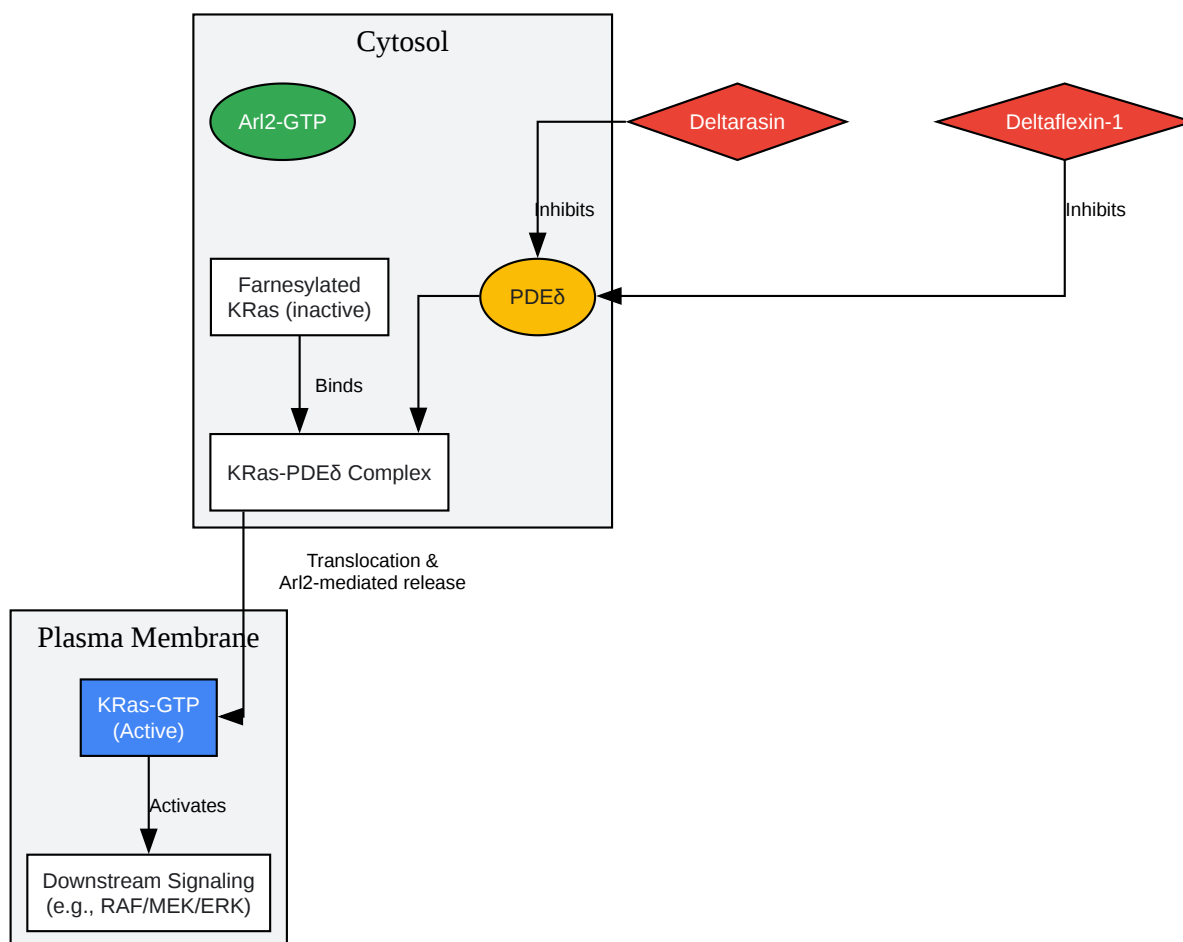 Cytosol
Arl2-GTP
Deltarasin
Deltaflexin-1
Inhibits
Inhibits
Farnesylated
KRas (inactive)
PDEδ
Binds
KRas-PDEδ Complex
Translocation &
Arl2-mediated release
Plasma Membrane
KRas-GTP
(Active)
Activates
Downstream Signaling
(e.g., RAF/MEK/ERK)